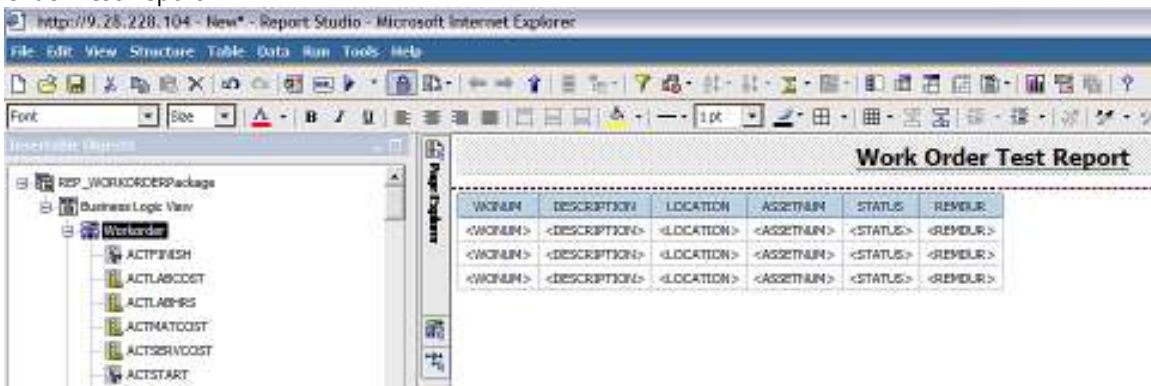 http://9.28.228.104 - New* - Report Studio - Microsoft Internet Explorer
File Edit View Structure Table Data Run Tools Help
Font Size A B I U 1 pt
Insertable Objects
Page Explorer
Work Order Test Report
REP_WORKORDERPackage
Business Logic View
Workorder
ACTFINISH
ACTLABCOST
ACTLABHRS
ACTMATCOST
ACTSERVCOST
ACTSTART
WONUM DESCRIPTION LOCATION ASSETNUM STATUS REMDUR
<WONUM> <DESCRIPTION> <LOCATION> <ASSETNUM> <STATUS> <REMDUR>
<WONUM> <DESCRIPTION> <LOCATION> <ASSETNUM> <STATUS> <REMDUR>
<WONUM> <DESCRIPTION> <LOCATION> <ASSETNUM> <STATUS> <REMDUR>